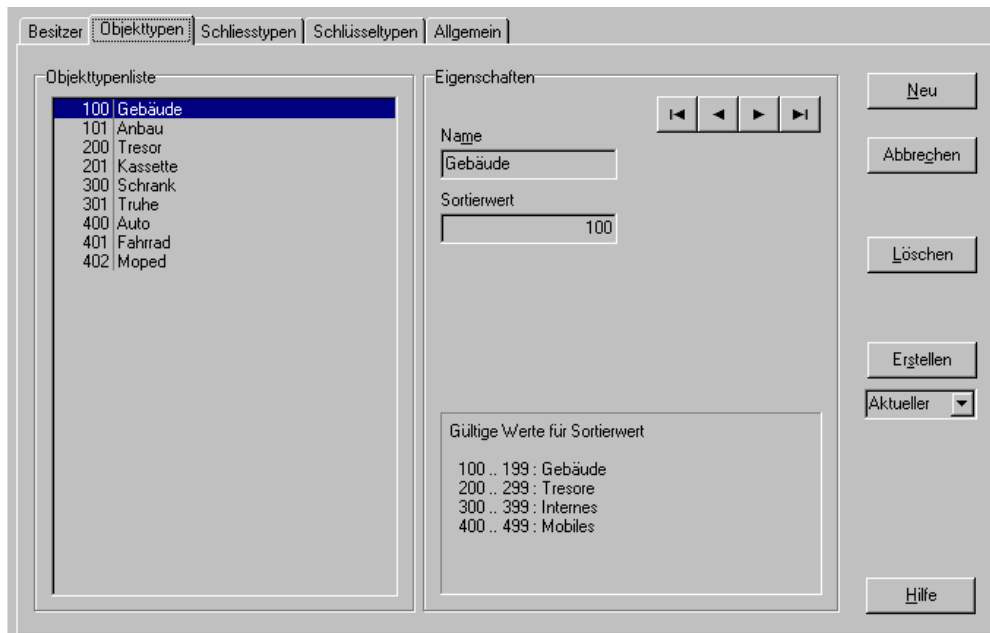 Besitzer Objekttypen Schliesstypen Schlüsseltypen Allgemein
Objekttypenliste
100 Gebäude
101 Anbau
200 Tresor
201 Kassette
300 Schrank
301 Truhe
400 Auto
401 Fahrrad
402 Moped
Eigenschaften
Name
Gebäude
Sortierwert
100
Gültige Werte für Sortierwert
100 .. 199 : Gebäude
200 .. 299 : Tresore
300 .. 399 : Internes
400 .. 499 : Mobiles
Neu
Abbrechen
Löschen
Erstellen
Aktueller
Hilfe